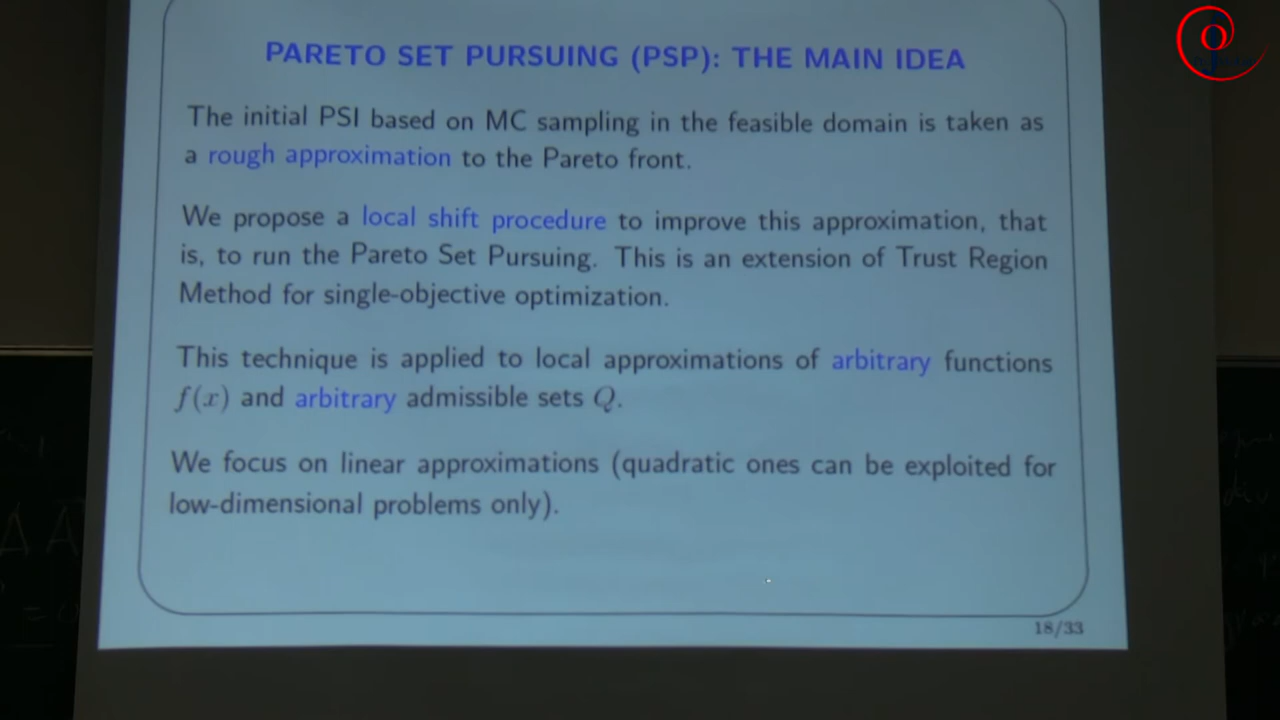 PARETO SET PURSUING (PSP): THE MAIN IDEA
The initial PSI based on MC sampling in the feasible domain is taken as
a rough approximation to the Pareto front.
We propose a local shift procedure to improve this approximation, that
is, to run the Pareto Set Pursuing. This is an extension of Trust Region
Method for single-objective optimization.
This technique is applied to local approximations of arbitrary functions
f(x) and arbitrary admissible sets Q.
We focus on linear approximations (quadratic ones can be exploited for
low-dimensional problems only).
18/33